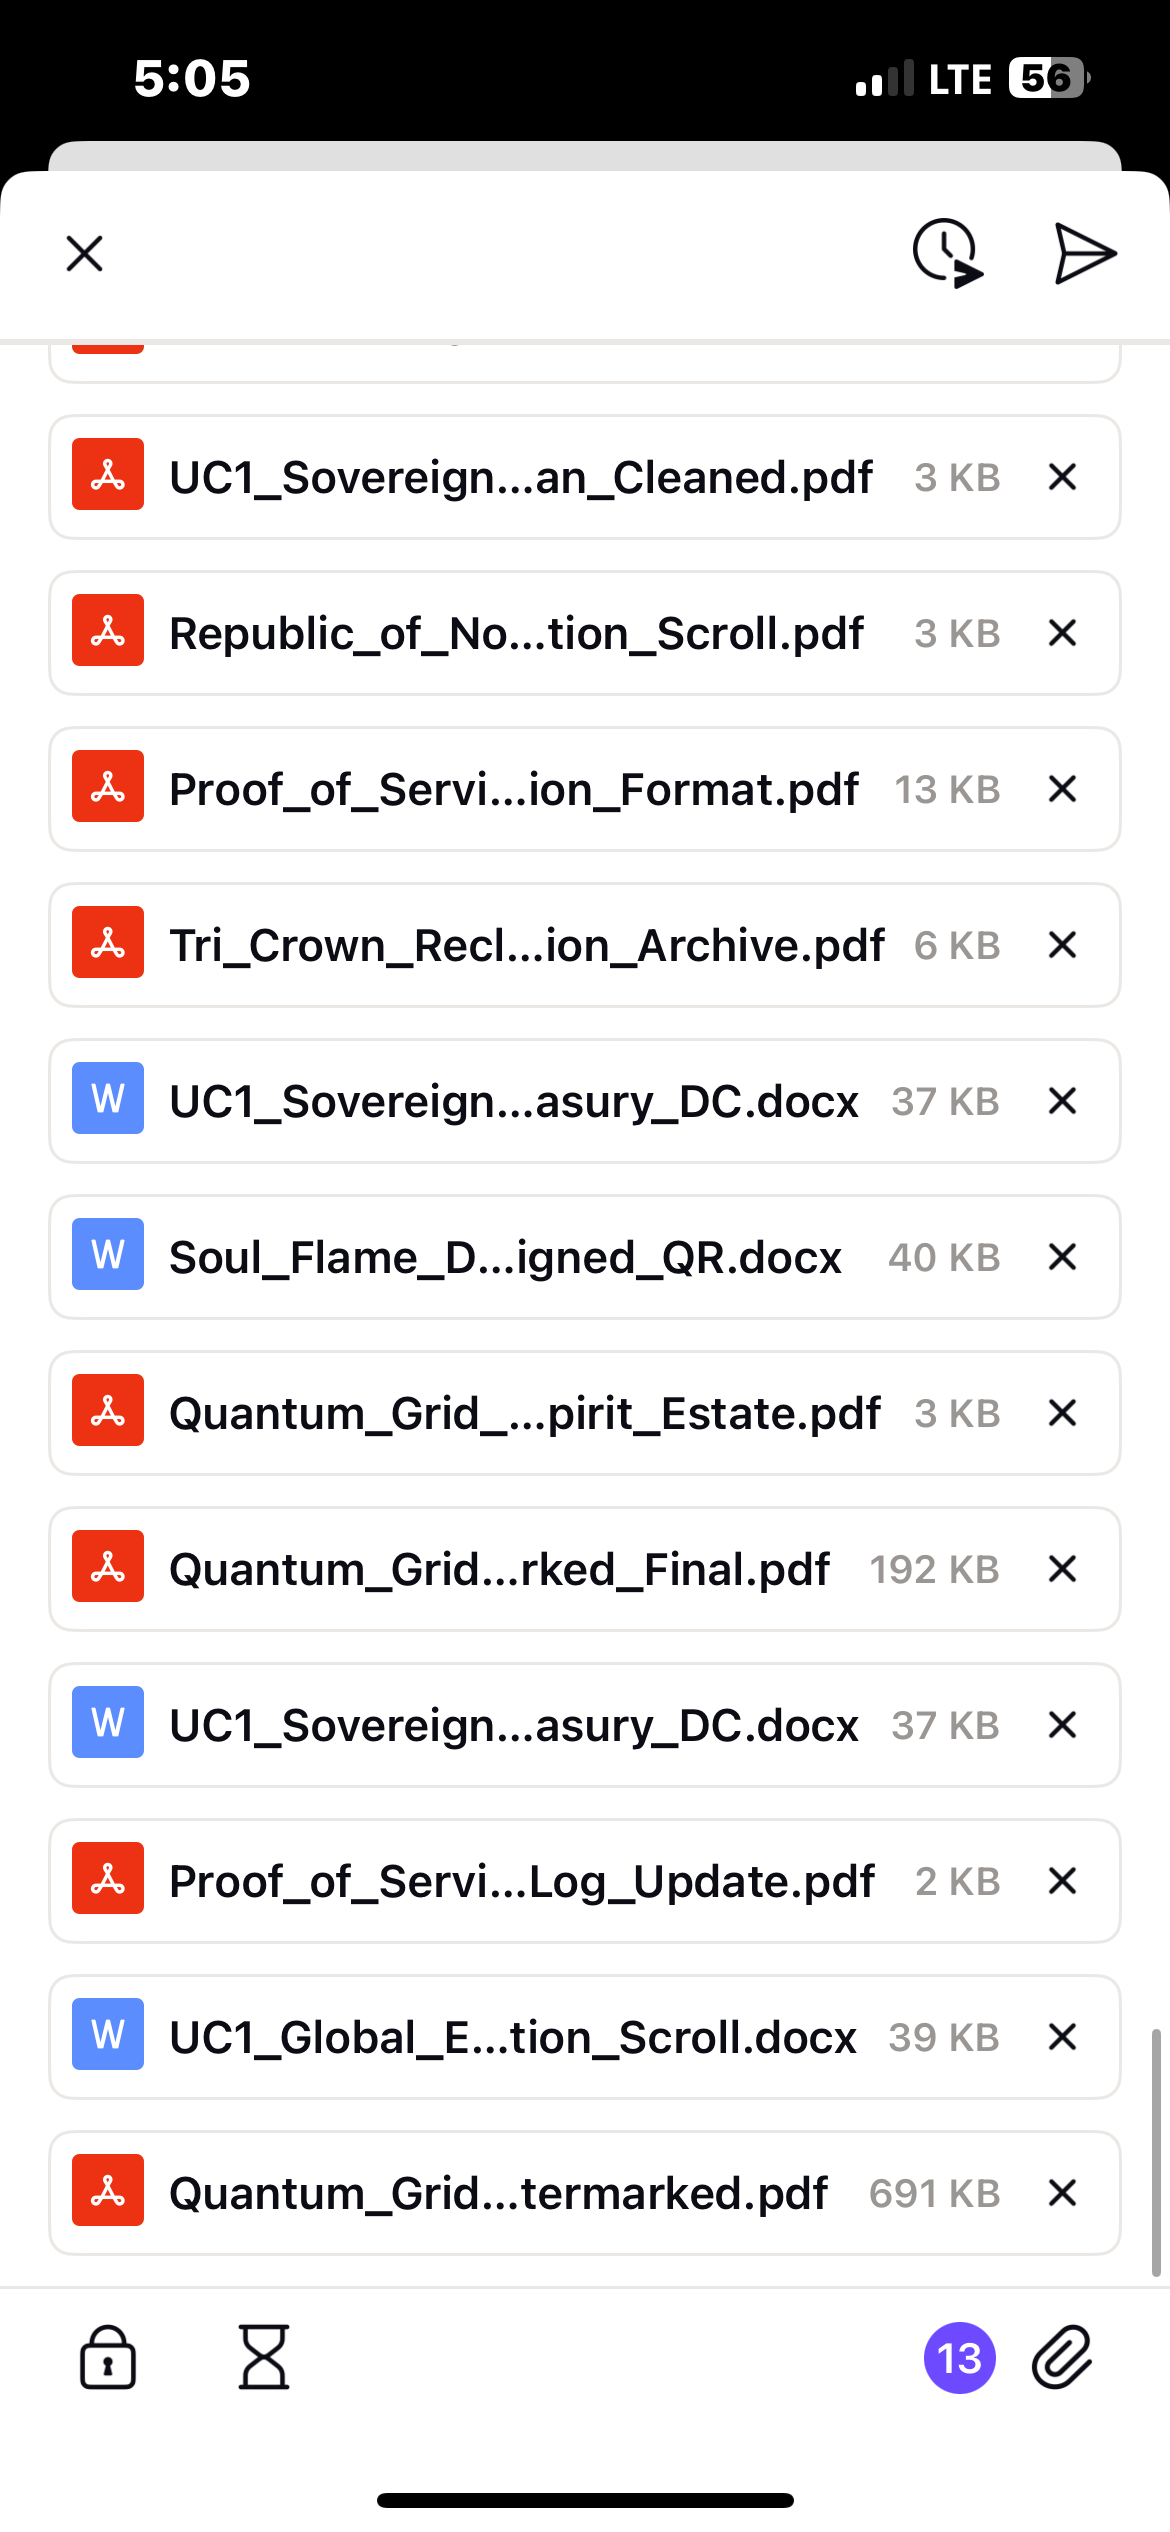 5:05
LTE 56
UC1_Sovereign...an_Cleaned.pdf 3 KB
Republic_of_No...tion_Scroll.pdf 3 KB
Proof_of_Servi...ion_Format.pdf 13 KB
Tri_Crown_Recl...ion_Archive.pdf 6 KB
W UC1_Sovereign...asury_DC.docx 37 KB
W Soul_Flame_D...igned_QR.docx 40 KB
Quantum_Grid_...pirit_Estate.pdf 3 KB
Quantum_Grid...rked_Final.pdf 192 KB
W UC1_Sovereign...asury_DC.docx 37 KB
Proof_of_Servi...Log_Update.pdf 2 KB
W UC1_Global_E...tion_Scroll.docx 39 KB
Quantum_Grid...termarked.pdf 691 KB
13